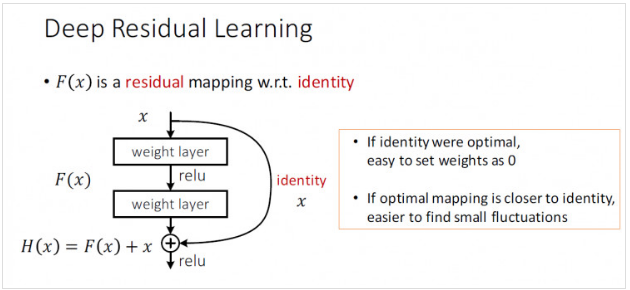 Deep Residual Learning
• F(x) is a residual mapping w.r.t. identity
x
weight layer
F(x)
relu
weight layer
identity
x
H(x) = F(x) + x
relu
• If identity were optimal,
easy to set weights as 0
• If optimal mapping is closer to identity,
easier to find small fluctuations